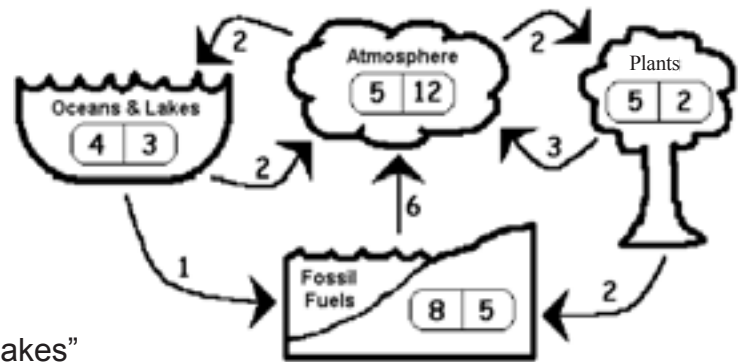 2
2
Atmosphere
5 12
Plants
5 2
Oceans & Lakes
4 3
2
3
6
1
Fossil
Fuels
8 5
2
akes”